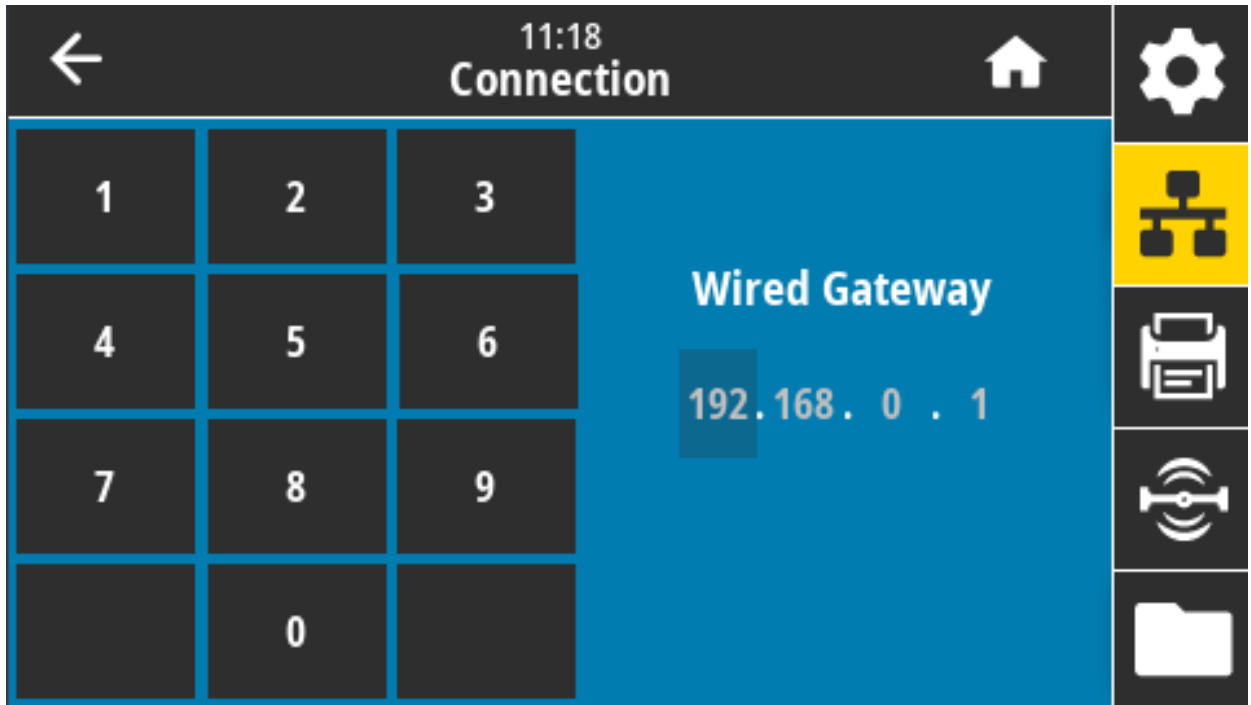 11:18
Connection
1 2 3
4 5 6
7 8 9
0
Wired Gateway
192.168. 0 . 1